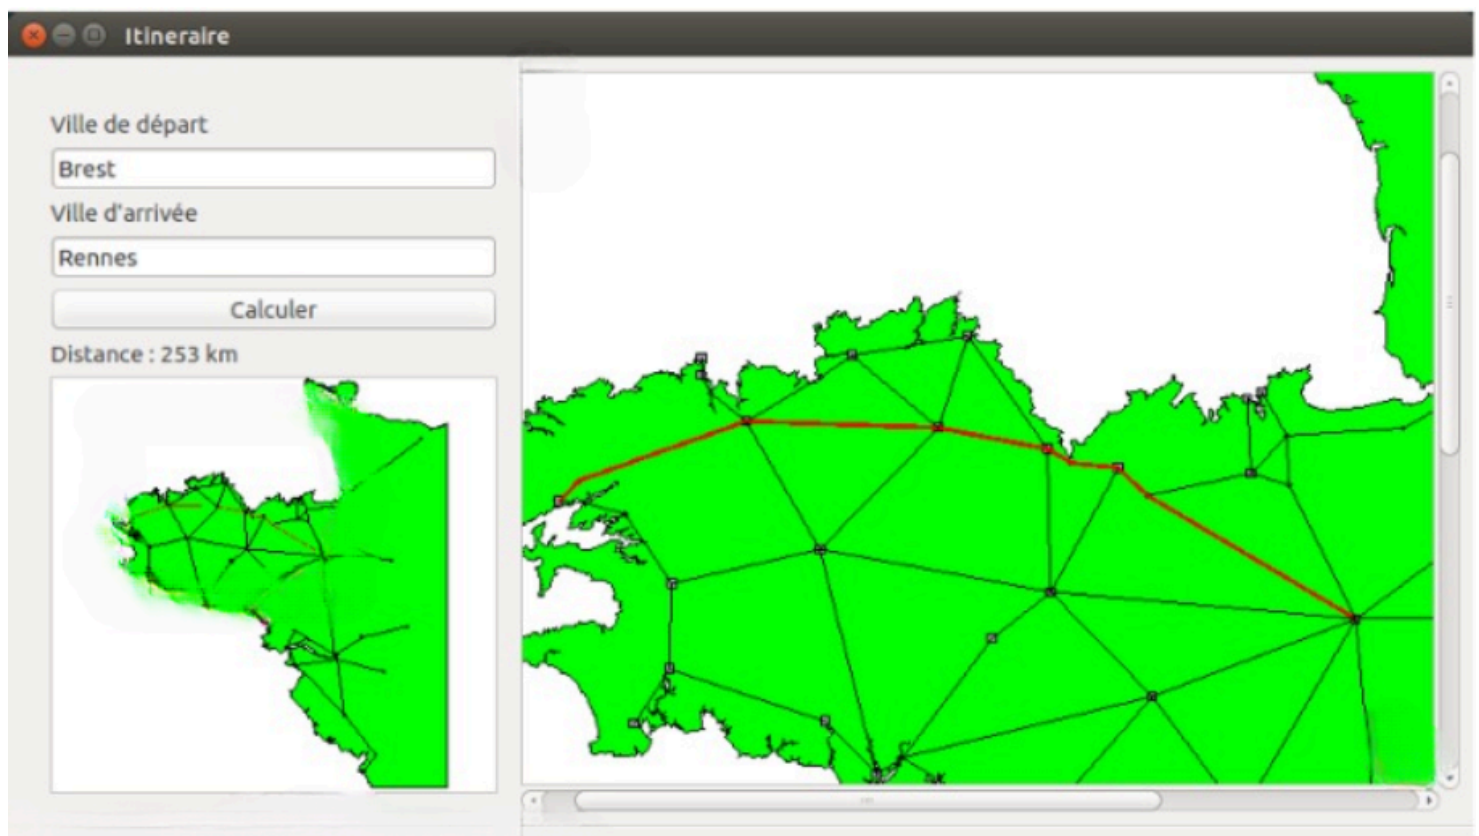 Itineraire
Ville de départ
Brest
Ville d'arrivée
Rennes
Calculer
Distance : 253 km